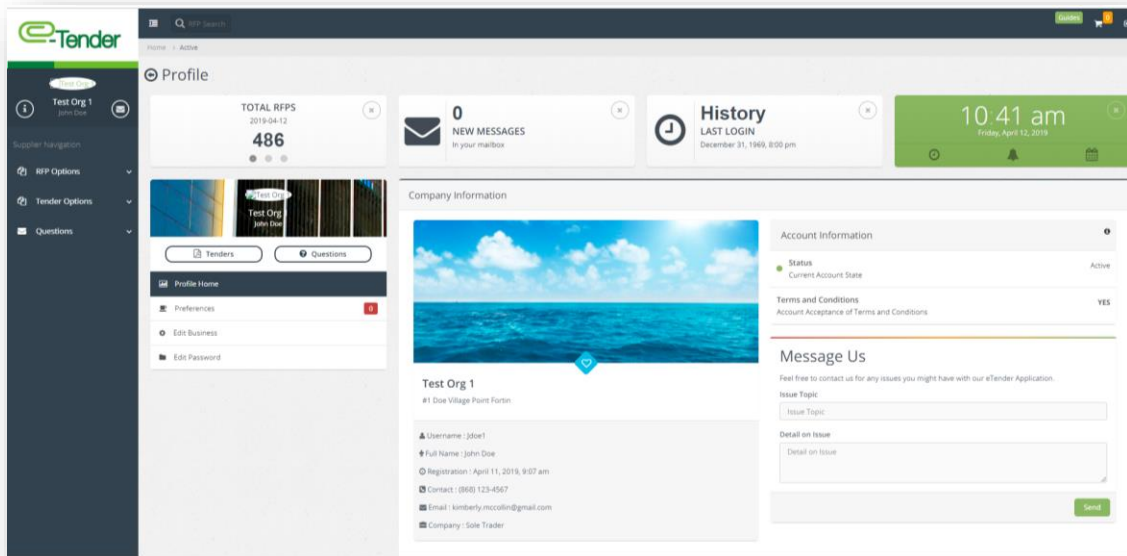 e-Tender
RFP Search
Guides
0
Home > Active
Test Org
Test Org 1
John Doe
Supplier Navigation
RFP Options
Tender Options
Questions
Profile
TOTAL RFPS
2019-04-12
486
0
NEW MESSAGES
In your mailbox
History
LAST LOGIN
December 31, 1969, 8:00 pm
10:41 am
Friday, April 12, 2019
Test Org
Test Org 1
John Doe
Tenders
Questions
Profile Home
Preferences
0
Edit Business
Edit Password
Company Information
Test Org 1
#1 Doe Village Point Fortin
Username : Jdoe1
Full Name : John Doe
Registration : April 11, 2019, 9:07 am
Contact : (868) 123-4567
Email : kimberly.mccollin@gmail.com
Company : Sole Trader
Account Information
Status
Current Account State
Active
Terms and Conditions
Account Acceptance of Terms and Conditions
YES
Message Us
Feel free to contact us for any issues you might have with our eTender Application.
Issue Topic
Issue Topic
Detail on Issue
Detail on Issue
Send